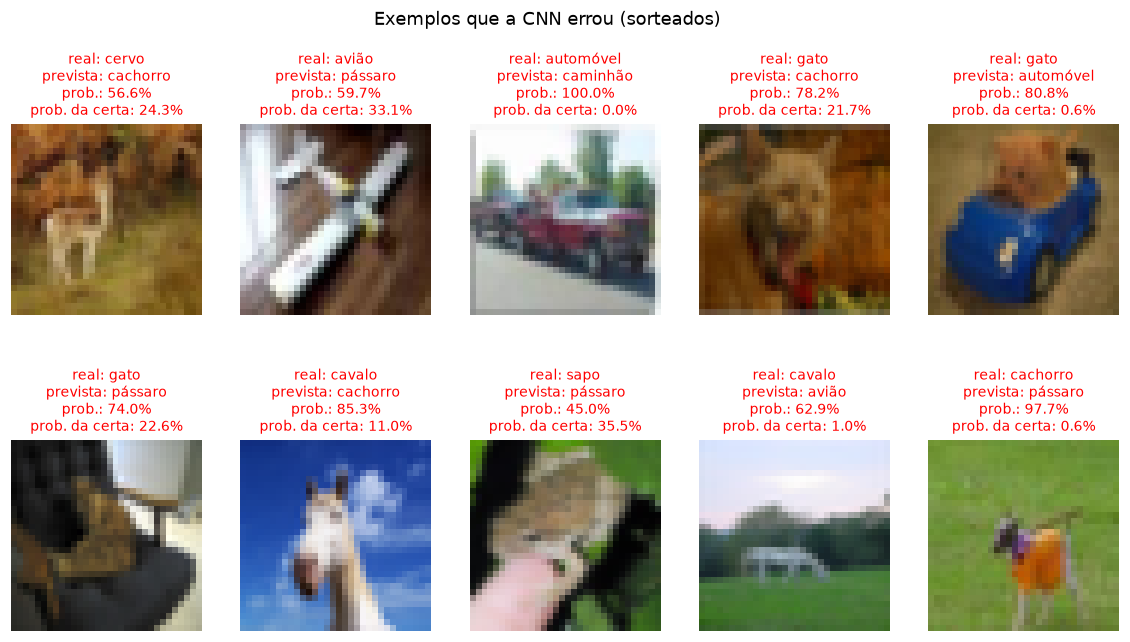 Exemplos que a CNN errou (sorteados)
real: cervo
prevista: cachorro
prob.: 56.6%
prob. da certa: 24.3%
real: avião
prevista: pássaro
prob.: 59.7%
prob. da certa: 33.1%
real: automóvel
prevista: caminhão
prob.: 100.0%
prob. da certa: 0.0%
real: gato
prevista: cachorro
prob.: 78.2%
prob. da certa: 21.7%
real: gato
prevista: automóvel
prob.: 80.8%
prob. da certa: 0.6%
real: gato
prevista: pássaro
prob.: 74.0%
prob. da certa: 22.6%
real: cavalo
prevista: cachorro
prob.: 85.3%
prob. da certa: 11.0%
real: sapo
prevista: pássaro
prob.: 45.0%
prob. da certa: 35.5%
real: cavalo
prevista: avião
prob.: 62.9%
prob. da certa: 1.0%
real: cachorro
prevista: pássaro
prob.: 97.7%
prob. da certa: 0.6%